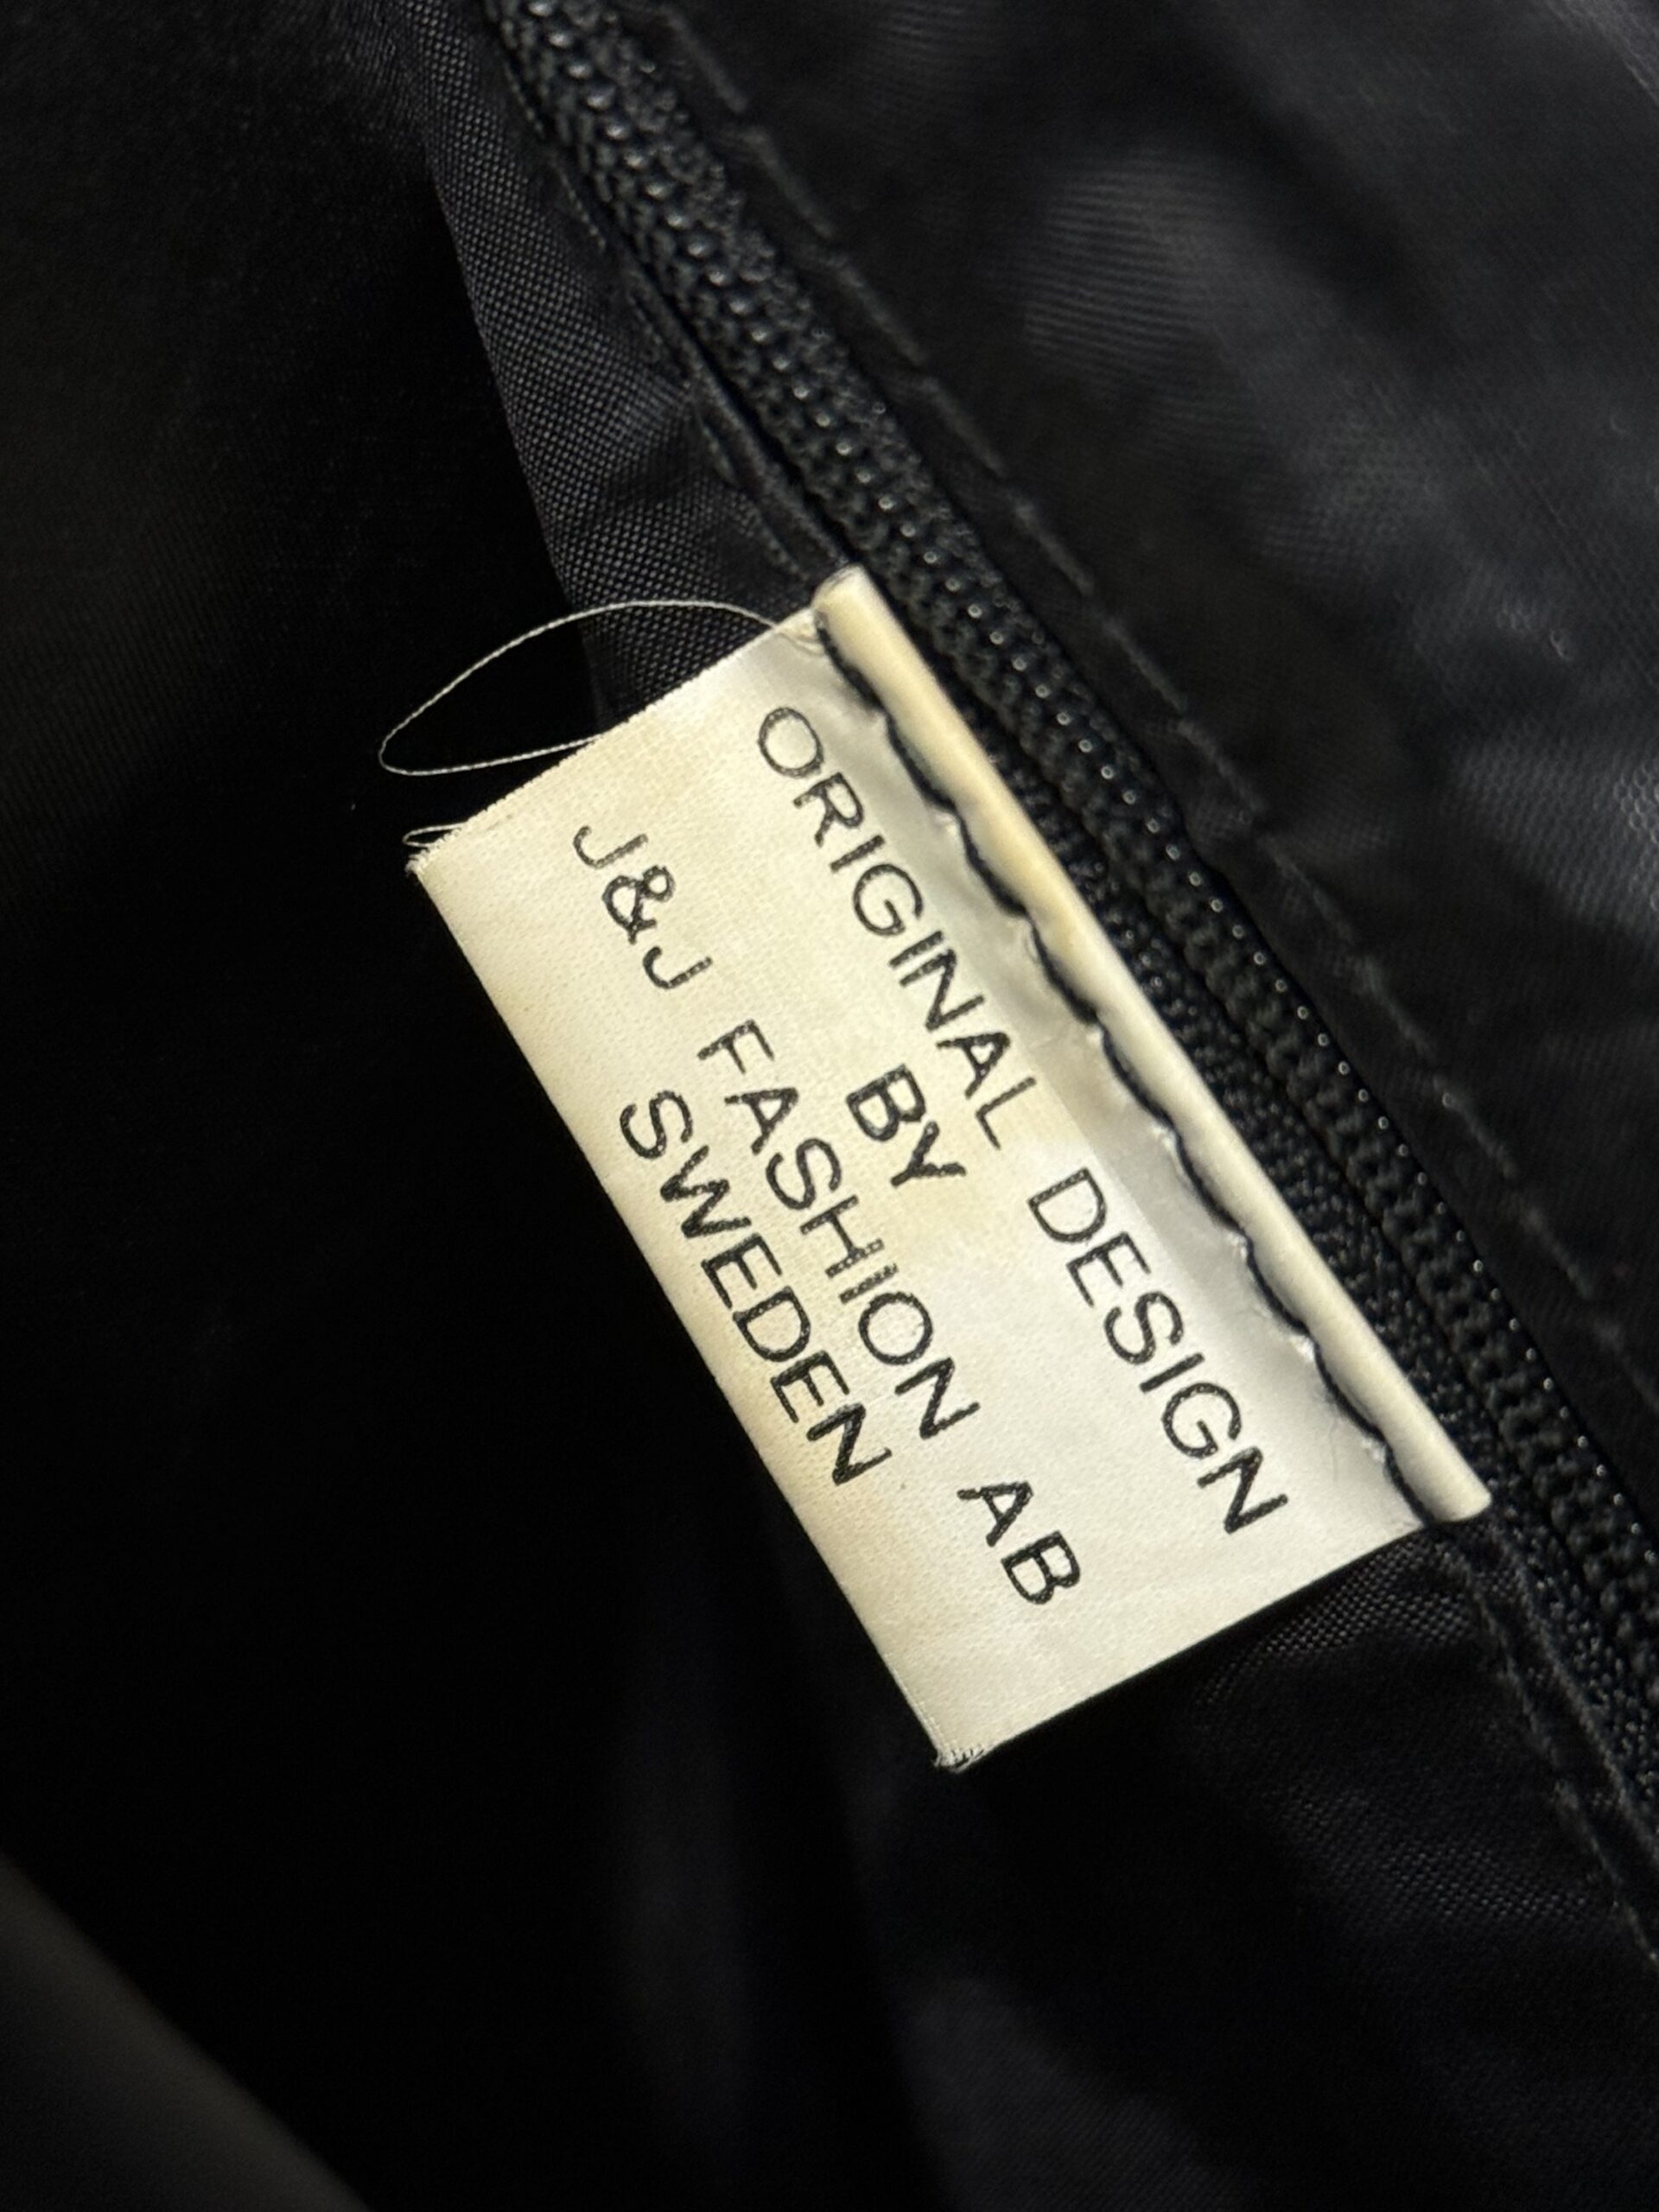 ORIGINAL DESIGN
BY
J&J FASHION AB
SWEDEN